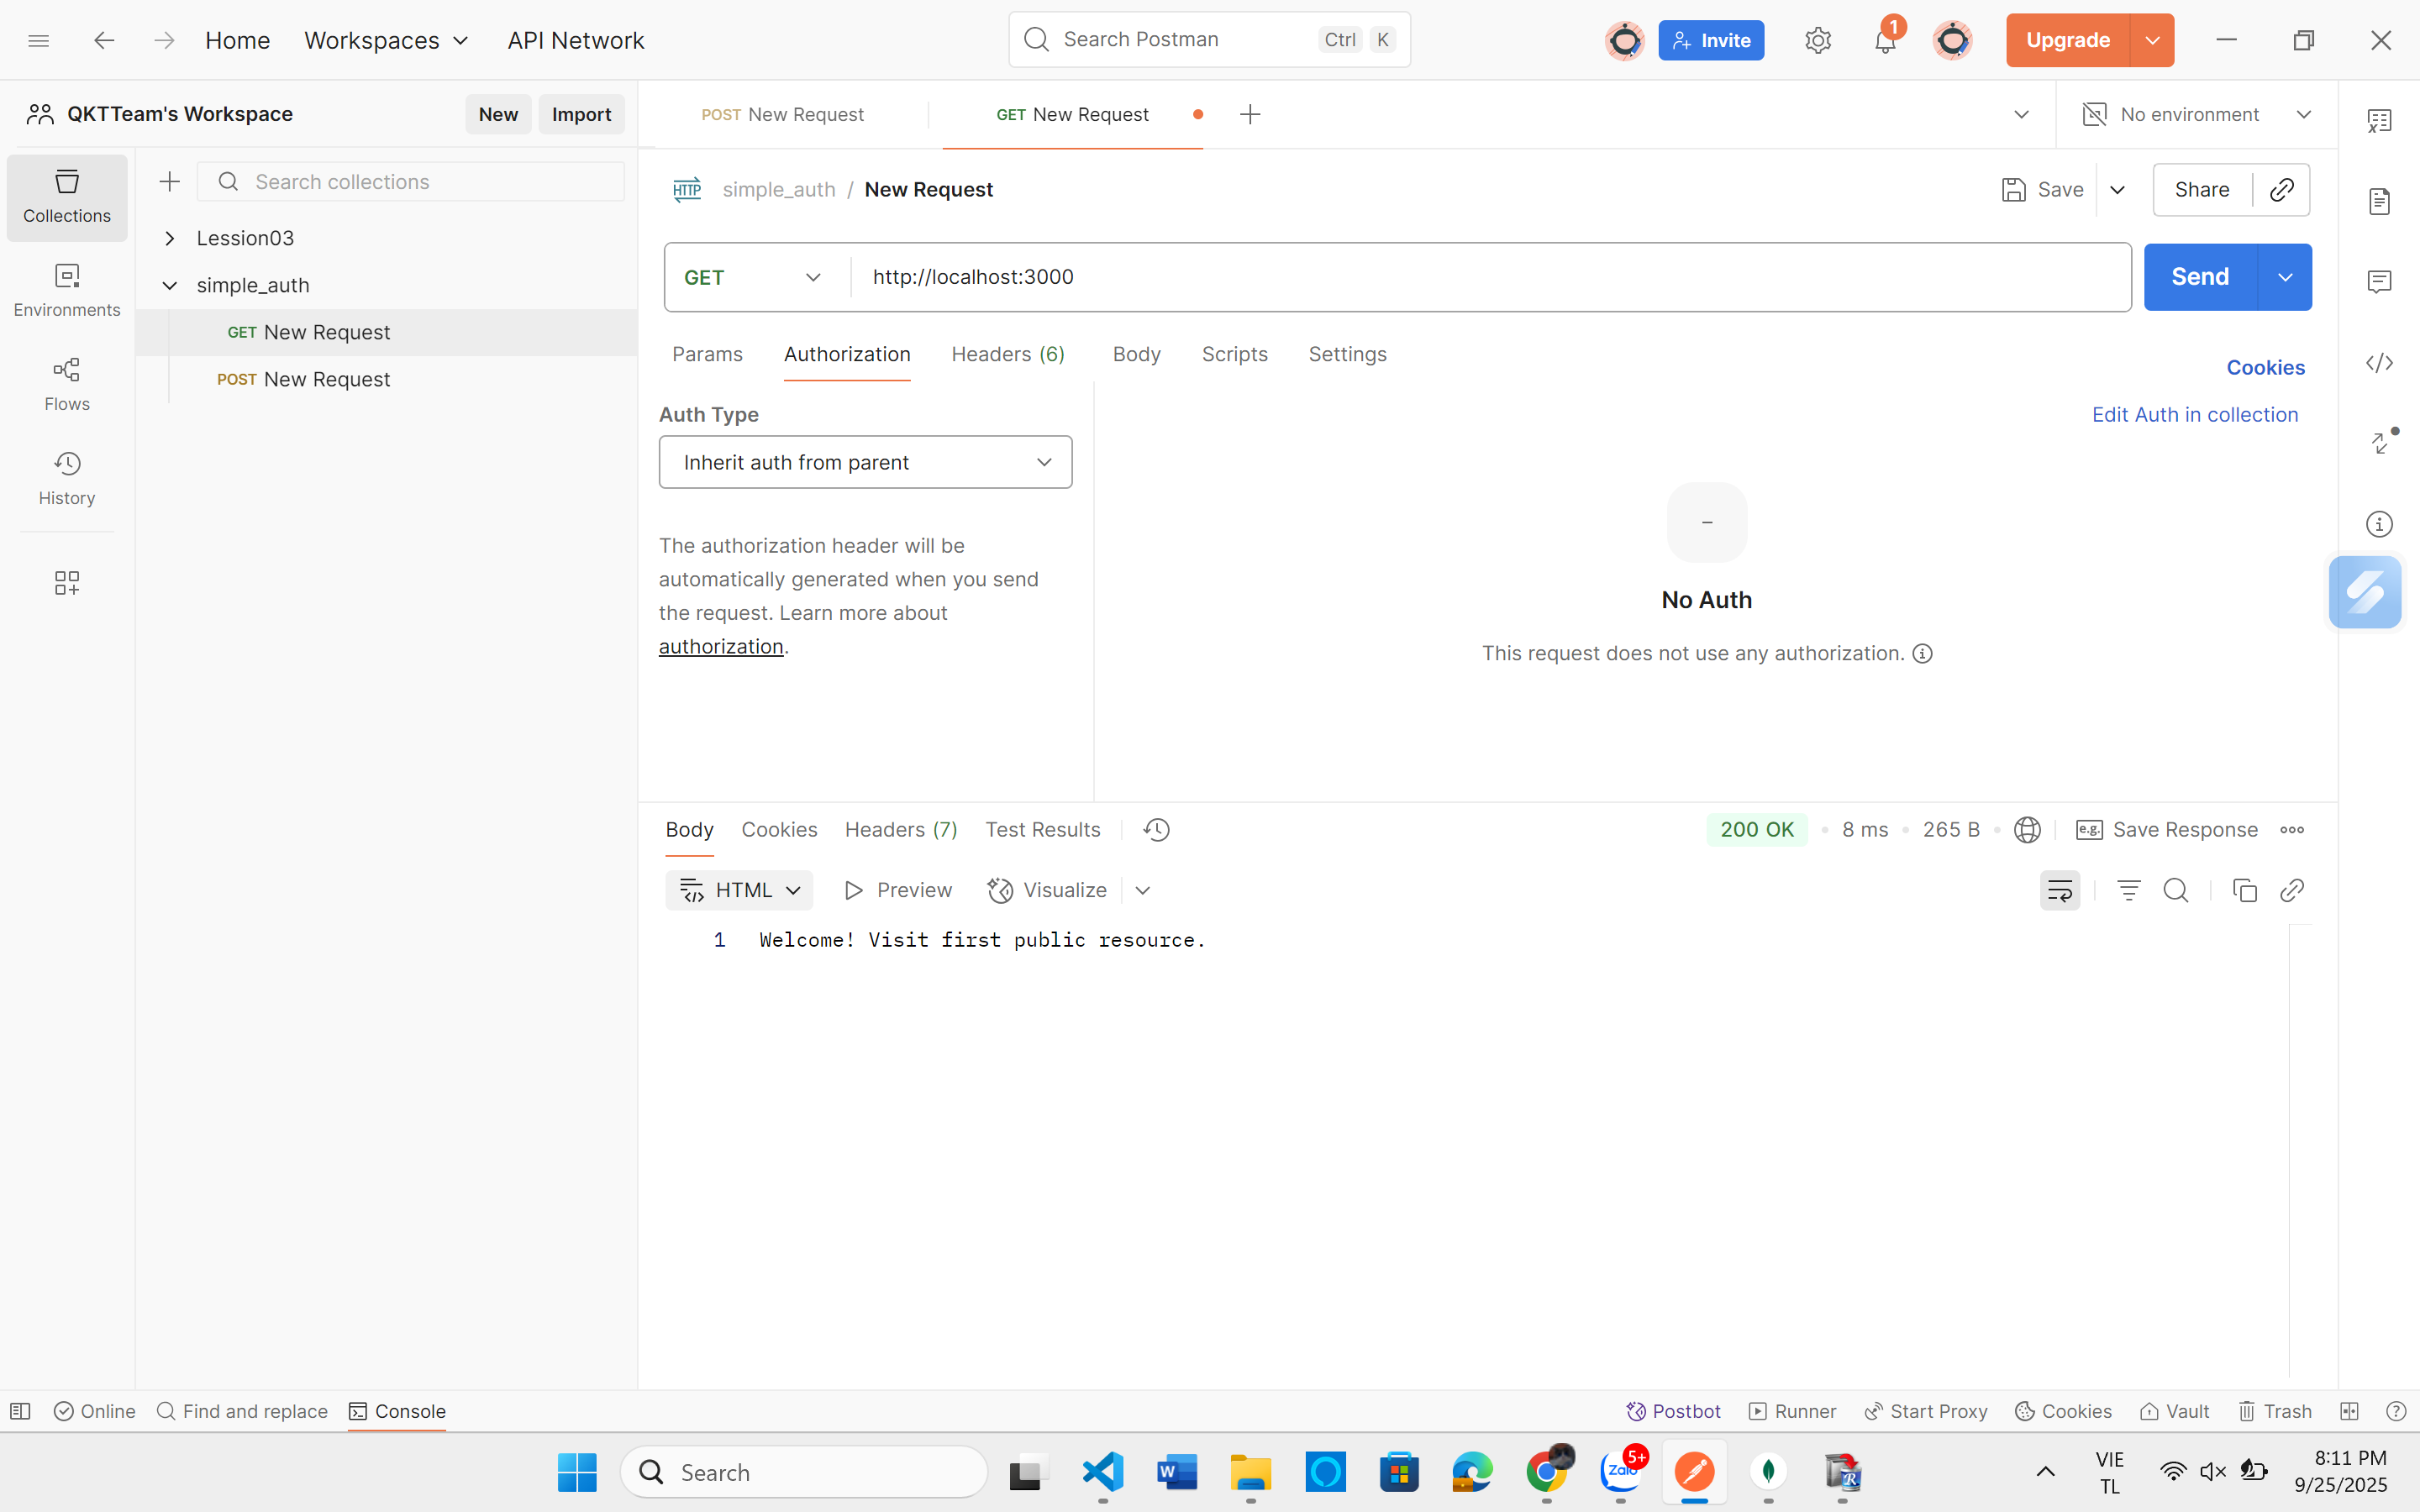 Home
Workspaces
API Network
Search Postman
Ctrl K
Invite
1
Upgrade
QKTTeam's Workspace
New
Import
POST New Request
GET New Request
No environment
Collections
Search collections
Environments
Flows
History
Lession03
simple_auth
GET New Request
POST New Request
HTTP simple_auth / New Request
Save
Share
GET
http://localhost:3000
Send
Params
Authorization
Headers (6)
Body
Scripts
Settings
Cookies
Auth Type
Edit Auth in collection
Inherit auth from parent
The authorization header will be
automatically generated when you send
the request. Learn more about
authorization.
No Auth
This request does not use any authorization.
Body
Cookies
Headers (7)
Test Results
200 OK
8 ms
265 B
e.g. Save Response
HTML
Preview
Visualize
1 Welcome! Visit first public resource.
Online
Find and replace
Console
Postbot
Runner
Start Proxy
Cookies
Vault
Trash
Search
W
Zalo
5+
R
VIE
TL
8:11 PM
9/25/2025